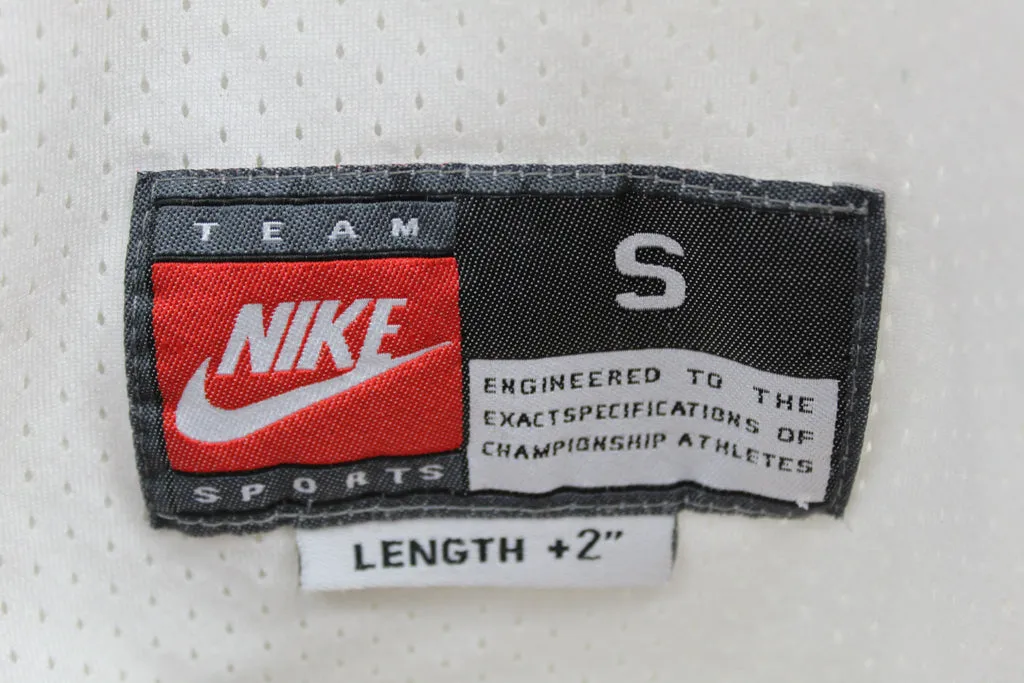 TEAM
NIKE
SPORTS
S
ENGINEERED TO THE
EXACTSPECIFICATIONS OF
CHAMPIONSHIP ATHLETES
LENGTH +2"